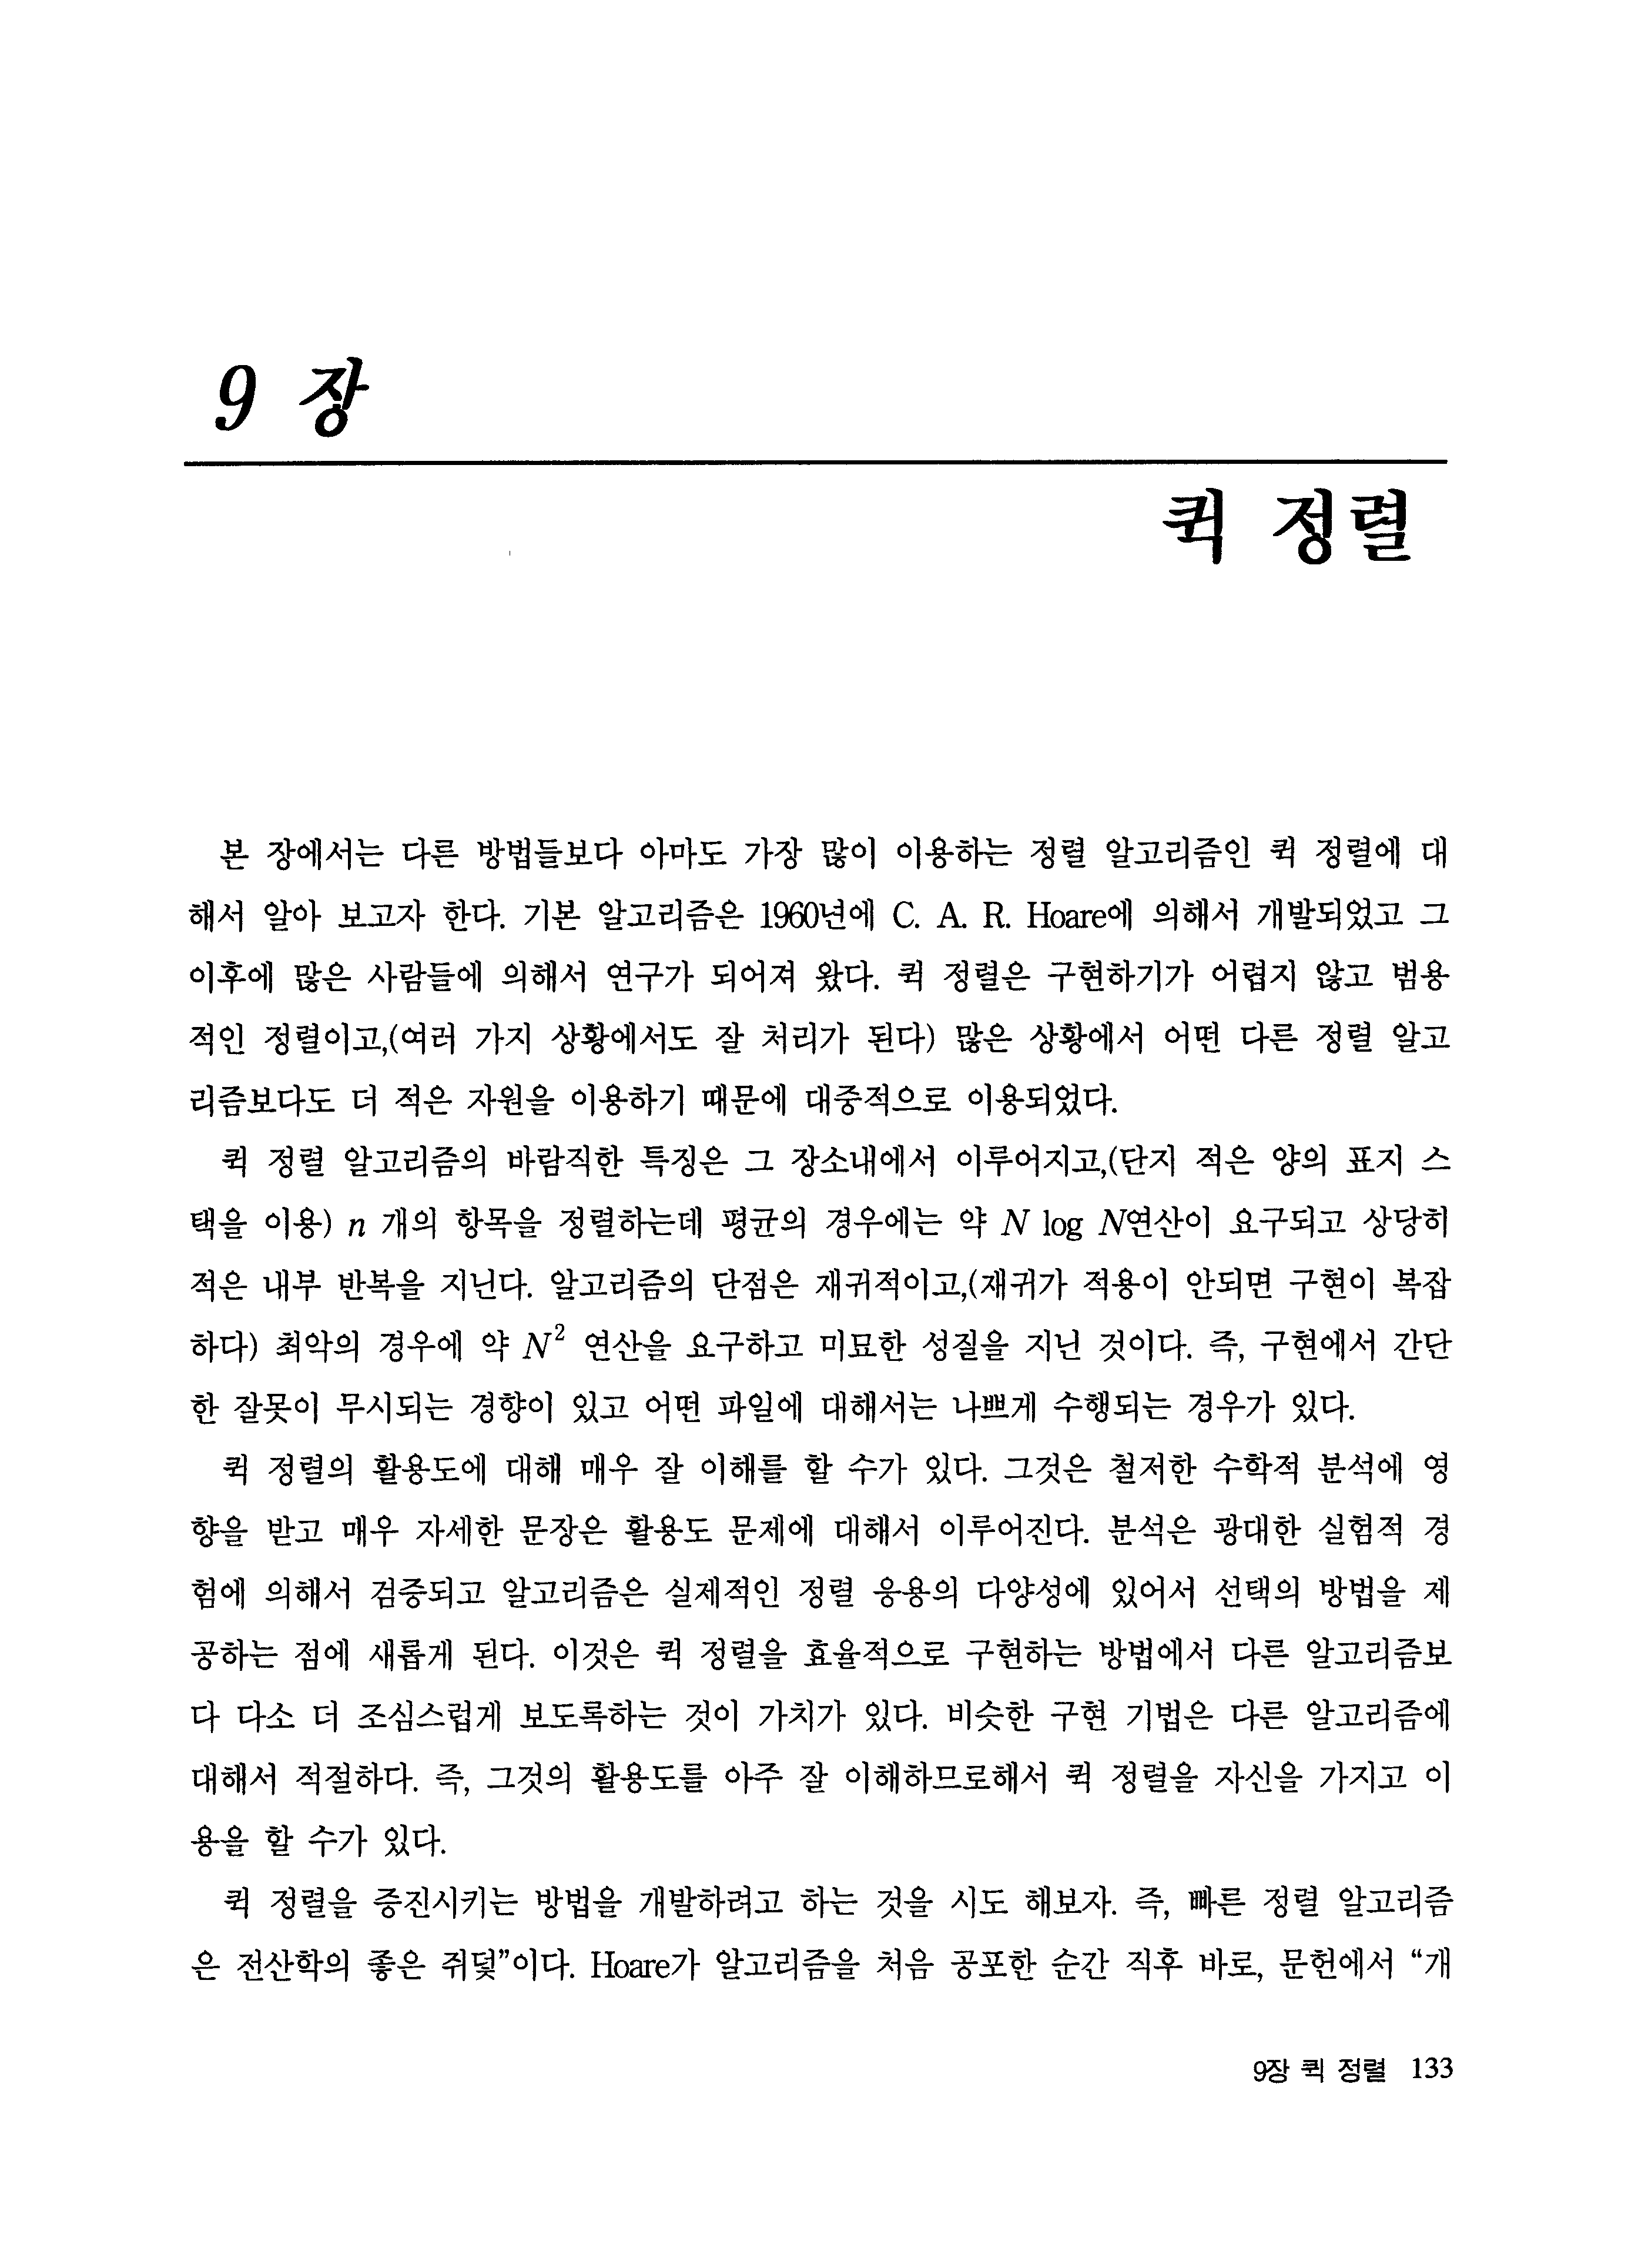 9 장
퀵 정렬
본 장에서는 다른 방법들보다 아마도 가장 많이 이용하는 정렬 알고리즘인 퀵 정렬에 대
해서 알아 보고자 한다. 기본 알고리즘은 1960년에 C. A. R. Hoare에 의해서 개발되었고 그
이후에 많은 사람들에 의해서 연구가 되어져 왔다. 퀵 정렬은 구현하기가 어렵지 않고 범용
적인 정렬이고,(여러 가지 상황에서도 잘 처리가 된다) 많은 상황에서 어떤 다른 정렬 알고
리즘보다도 더 적은 자원을 이용하기 때문에 대중적으로 이용되었다.
퀵 정렬 알고리즘의 바람직한 특징은 그 장소내에서 이루어지고,(단지 적은 양의 표지 스
택을 이용) n 개의 항목을 정렬하는데 평균의 경우에는 약 N log N연산이 요구되고 상당히
적은 내부 반복을 지닌다. 알고리즘의 단점은 재귀적이고,(재귀가 적용이 안되면 구현이 복잡
하다) 최악의 경우에 약 N² 연산을 요구하고 미묘한 성질을 지닌 것이다. 즉, 구현에서 간단
한 잘못이 무시되는 경향이 있고 어떤 파일에 대해서는 나쁘게 수행되는 경우가 있다.
퀵 정렬의 활용도에 대해 매우 잘 이해를 할 수가 있다. 그것은 철저한 수학적 분석에 영
향을 받고 매우 자세한 문장은 활용도 문제에 대해서 이루어진다. 분석은 광대한 실험적 경
험에 의해서 검증되고 알고리즘은 실제적인 정렬 응용의 다양성에 있어서 선택의 방법을 제
공하는 점에 새롭게 된다. 이것은 퀵 정렬을 효율적으로 구현하는 방법에서 다른 알고리즘보
다 다소 더 조심스럽게 보도록하는 것이 가치가 있다. 비슷한 구현 기법은 다른 알고리즘에
대해서 적절하다. 즉, 그것의 활용도를 아주 잘 이해하므로해서 퀵 정렬을 자신을 가지고 이
용을 할 수가 있다.
퀵 정렬을 증진시키는 방법을 개발하려고 하는 것을 시도 해보자. 즉, 빠른 정렬 알고리즘
은 전산학의 좋은 쥐덫”이다. Hoare가 알고리즘을 처음 공포한 순간 직후 바로, 문헌에서 “개
9장 퀵 정렬 133